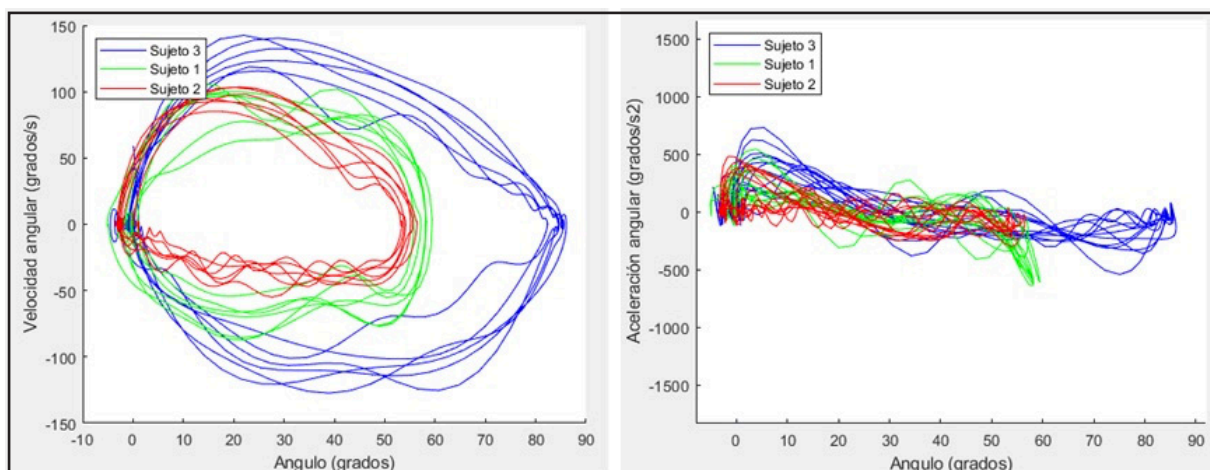 150
100
50
0
-50
-100
-150
-10 0 10 20 30 40 50 60 70 80 90
Velocidad angular (grados/s)
Angulo (grados)
Sujeto 3
Sujeto 1
Sujeto 2
1500
1000
500
0
-500
-1000
-1500
0 10 20 30 40 50 60 70 80 90
Aceleración angular (grados/s2)
Angulo (grados)
Sujeto 3
Sujeto 1
Sujeto 2